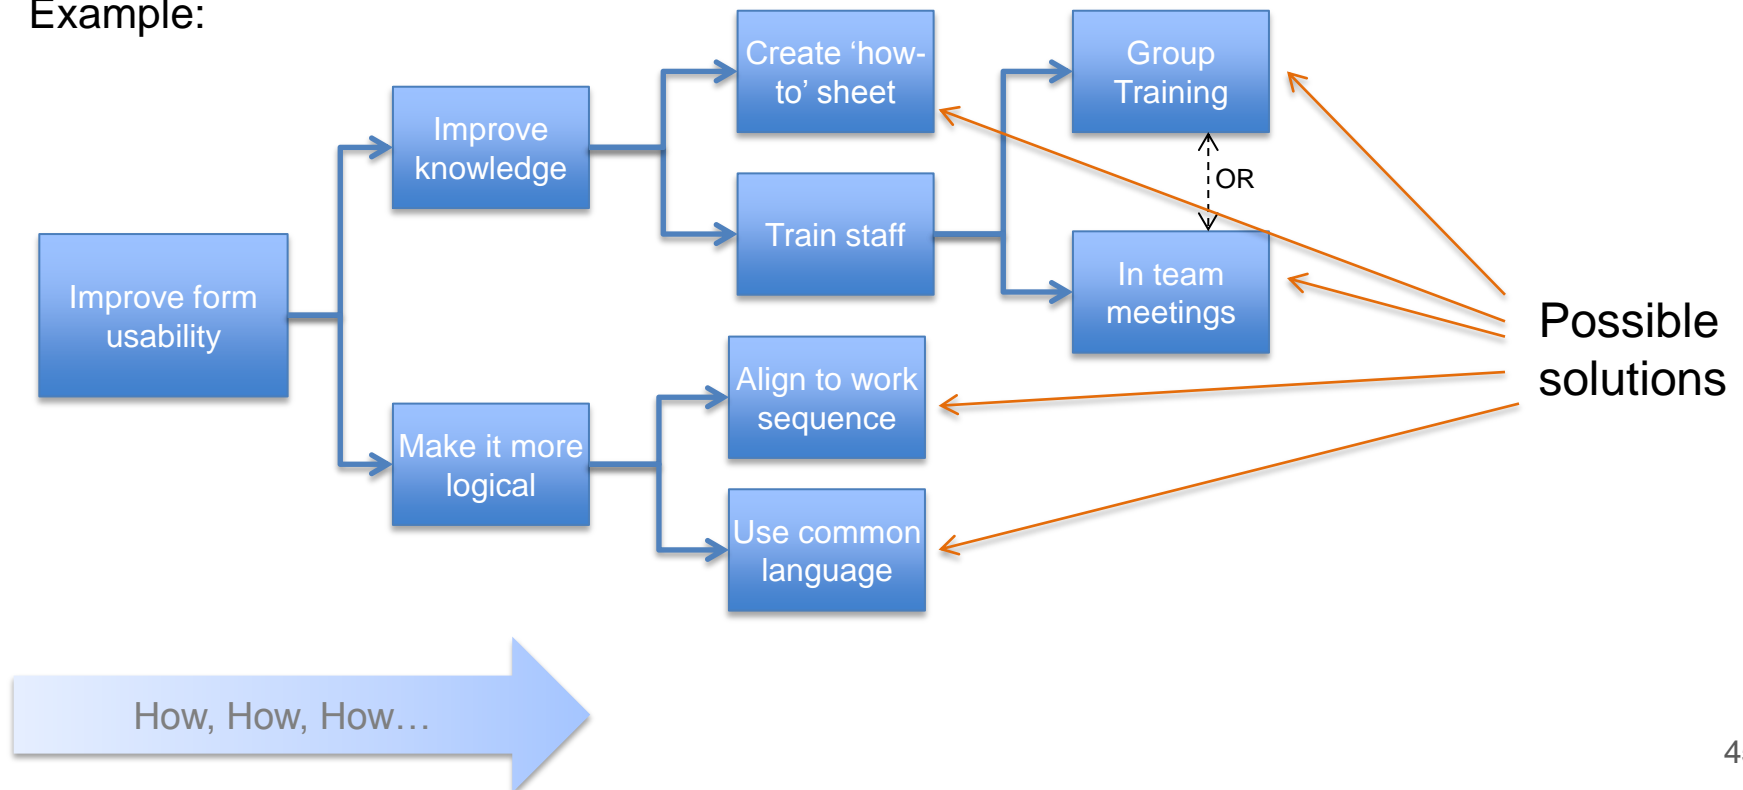 Example:
Create ‘how-
to’ sheet
Group
Training
Improve
knowledge
OR
Train staff
In team
meetings
Improve form
usability
Possible
solutions
Align to work
sequence
Make it more
logical
Use common
language
How, How, How…
4